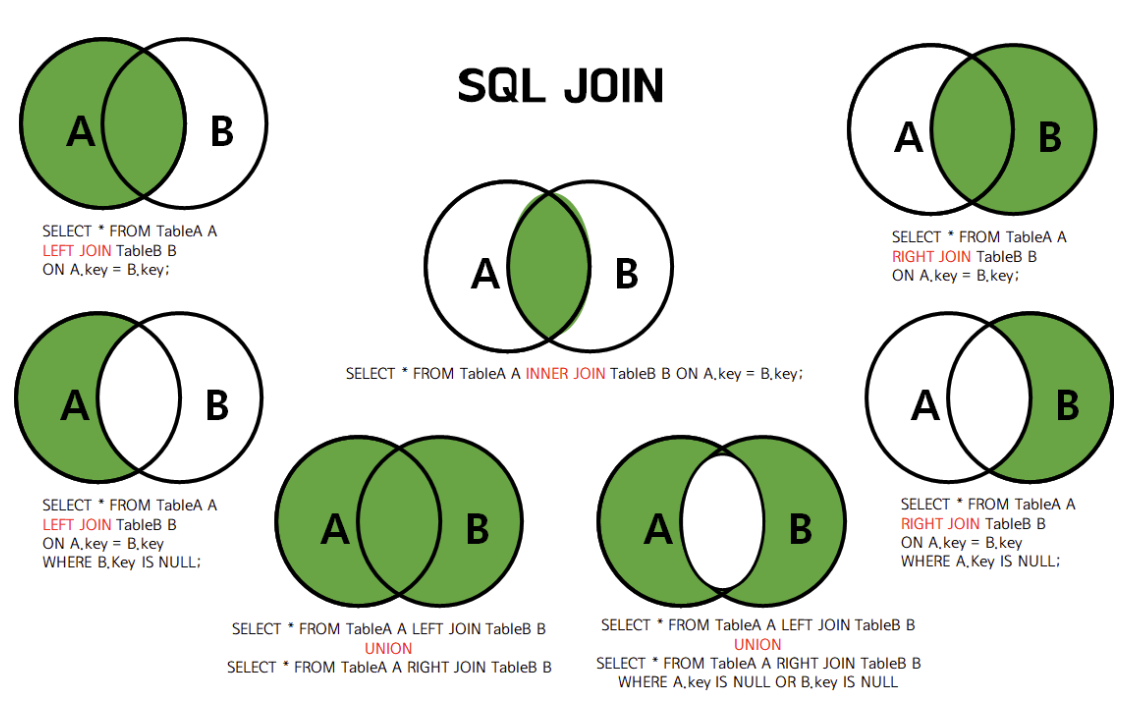 SQL JOIN
A B
SELECT * FROM TableA A
LEFT JOIN TableB B
ON A.key = B.key;
A B
SELECT * FROM TableA A INNER JOIN TableB B ON A.key = B.key;
A B
SELECT * FROM TableA A
RIGHT JOIN TableB B
ON A.key = B.key;
A B
SELECT * FROM TableA A
LEFT JOIN TableB B
ON A.key = B.key
WHERE B.Key IS NULL;
A B
SELECT * FROM TableA A LEFT JOIN TableB B
UNION
SELECT * FROM TableA A RIGHT JOIN TableB B
A B
SELECT * FROM TableA A LEFT JOIN TableB B
UNION
SELECT * FROM TableA A RIGHT JOIN TableB B
WHERE A.key IS NULL OR B.key IS NULL
A B
SELECT * FROM TableA A
RIGHT JOIN TableB B
ON A.key = B.key
WHERE A.Key IS NULL;